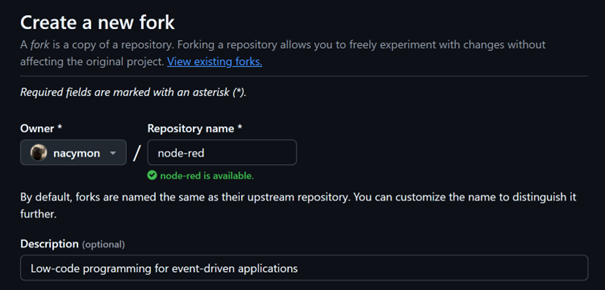 Create a new fork
A fork is a copy of a repository. Forking a repository allows you to freely experiment with changes without
affecting the original project. View existing forks.
Required fields are marked with an asterisk (*).
Owner * Repository name *
nacymon / node-red
node-red is available.
By default, forks are named the same as their upstream repository. You can customize the name to distinguish it
further.
Description (optional)
Low-code programming for event-driven applications